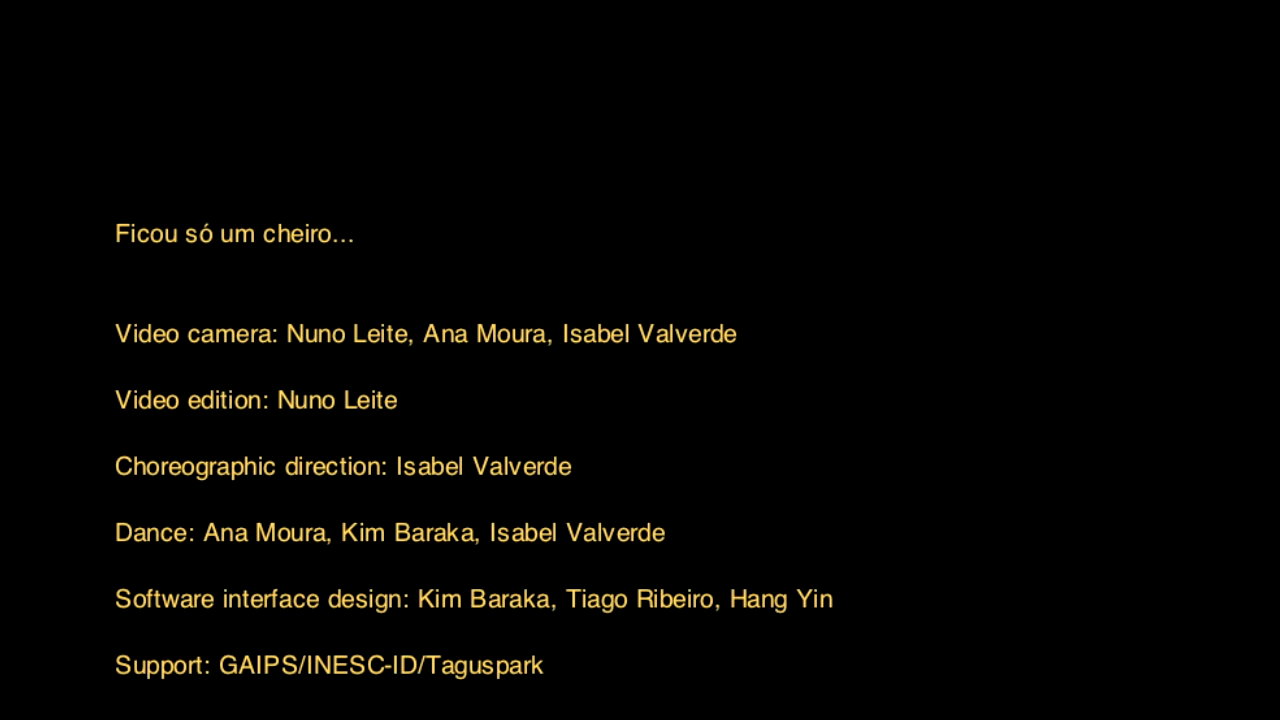 Ficou só um cheiro...
Video camera: Nuno Leite, Ana Moura, Isabel Valverde
Video edition: Nuno Leite
Choreographic direction: Isabel Valverde
Dance: Ana Moura, Kim Baraka, Isabel Valverde
Software interface design: Kim Baraka, Tiago Ribeiro, Hang Yin
Support: GAIPS/INESC-ID/Taguspark